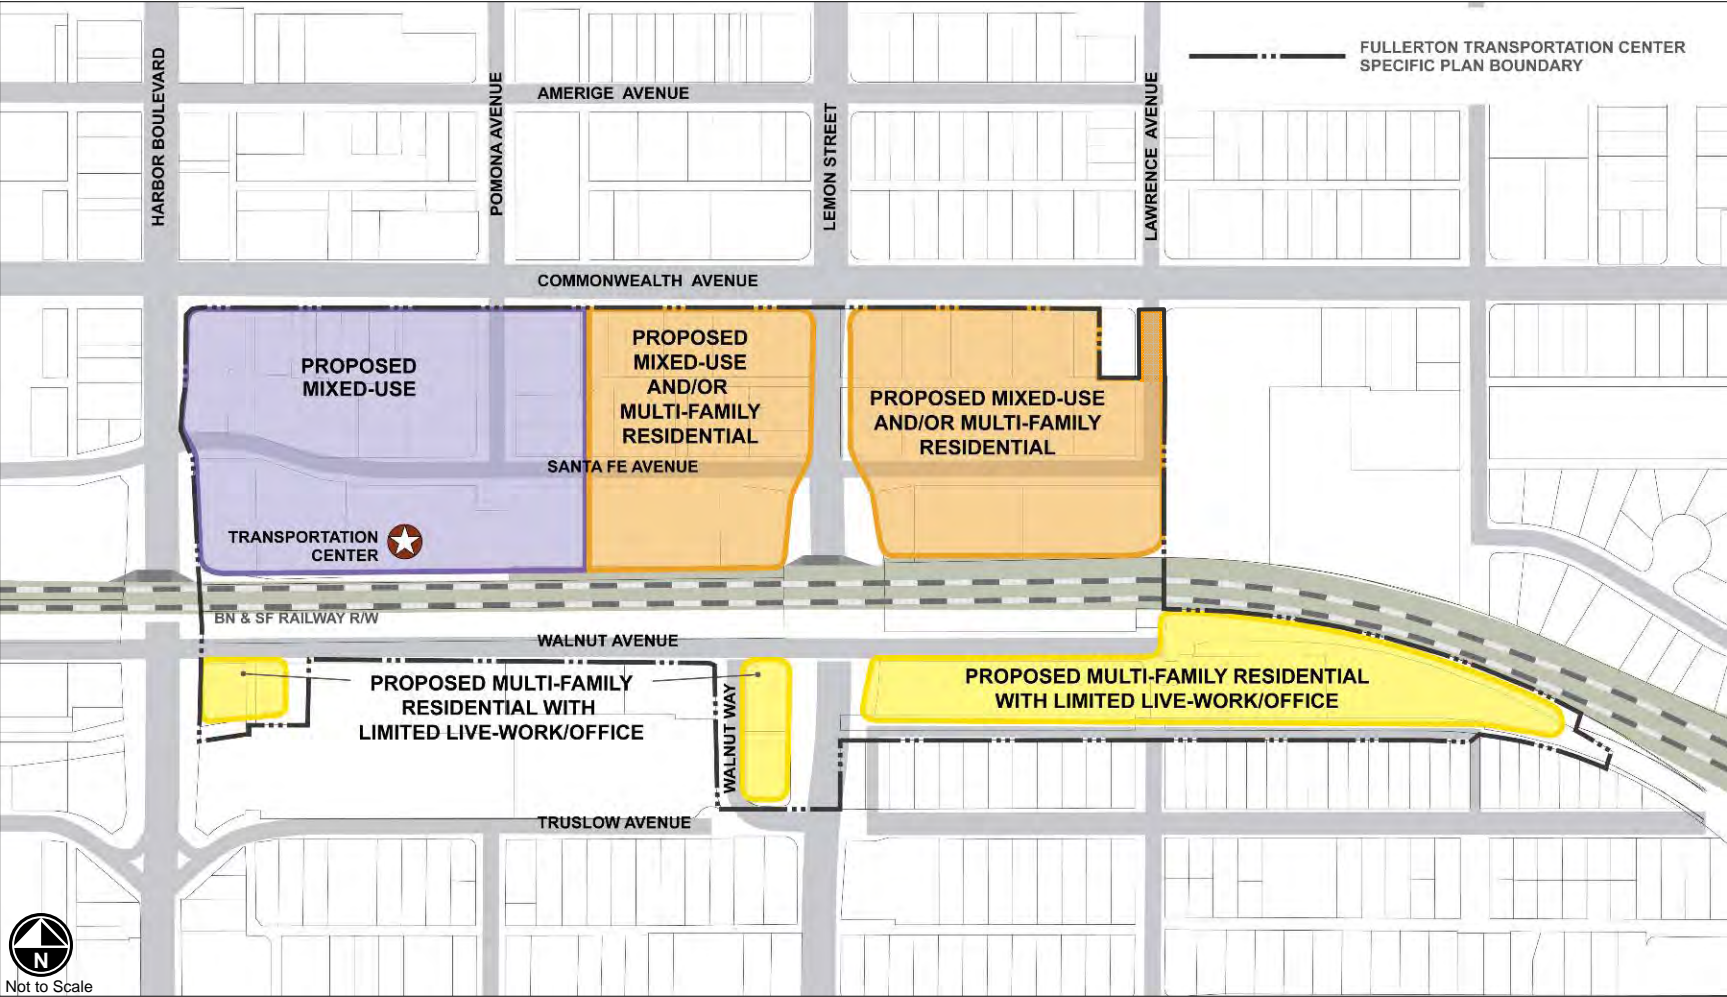 FULLERTON TRANSPORTATION CENTER
SPECIFIC PLAN BOUNDARY
HARBOR BOULEVARD
POMONA AVENUE
AMERIGE AVENUE
LEMON STREET
LAWRENCE AVENUE
COMMONWEALTH AVENUE
PROPOSED
MIXED-USE
PROPOSED
MIXED-USE
AND/OR
MULTI-FAMILY
RESIDENTIAL
PROPOSED MIXED-USE
AND/OR MULTI-FAMILY
RESIDENTIAL
SANTA FE AVENUE
TRANSPORTATION
CENTER
BN & SF RAILWAY R/W
WALNUT AVENUE
PROPOSED MULTI-FAMILY
RESIDENTIAL WITH
LIMITED LIVE-WORK/OFFICE
WALNUT WAY
PROPOSED MULTI-FAMILY RESIDENTIAL
WITH LIMITED LIVE-WORK/OFFICE
TRUSLOW AVENUE
N
Not to Scale